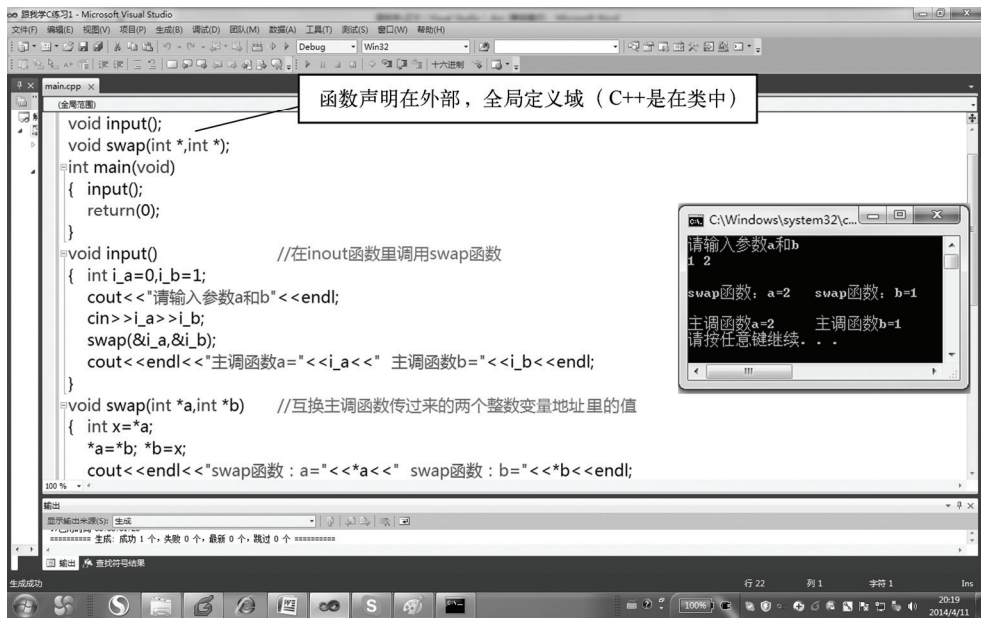 跟我学C练习1 - Microsoft Visual Studio
文件(F) 编辑(E) 视图(V) 项目(P) 生成(B) 调试(D) 团队(M) 数据(A) 工具(T) 测试(S) 窗口(W) 帮助(H)
Debug Win32
十六进制
main.cpp ×
(全局范围)
函数声明在外部，全局定义域（C++是在类中）
void input();
void swap(int *,int *);
int main(void)
{ input();
return(0);
}
void input() //在inout函数里调用swap函数
{ int i_a=0,i_b=1;
cout<<"请输入参数a和b"<<endl;
cin>>i_a>>i_b;
swap(&i_a,&i_b);
cout<<endl<<"主调函数a="<<i_a<<" 主调函数b="<<i_b<<endl;
}
void swap(int *a,int *b) //互换主调函数传过来的两个整数变量地址里的值
{ int x=*a;
*a=*b; *b=x;
cout<<endl<<"swap函数：a="<<*a<<" swap函数：b="<<*b<<endl;
100 %
C:\Windows\system32\c...
请输入参数a和b
1 2
swap函数：a=2 swap函数：b=1
主调函数a=2 主调函数b=1
请按任意键继续. . .
输出
显示输出来源(S): 生成
========== 生成: 成功 1 个，失败 0 个，最新 0 个，跳过 0 个 ==========
输出 查找符号结果
生成成功 行 22 列 1 字符 1 Ins
100%
20:19
2014/4/11